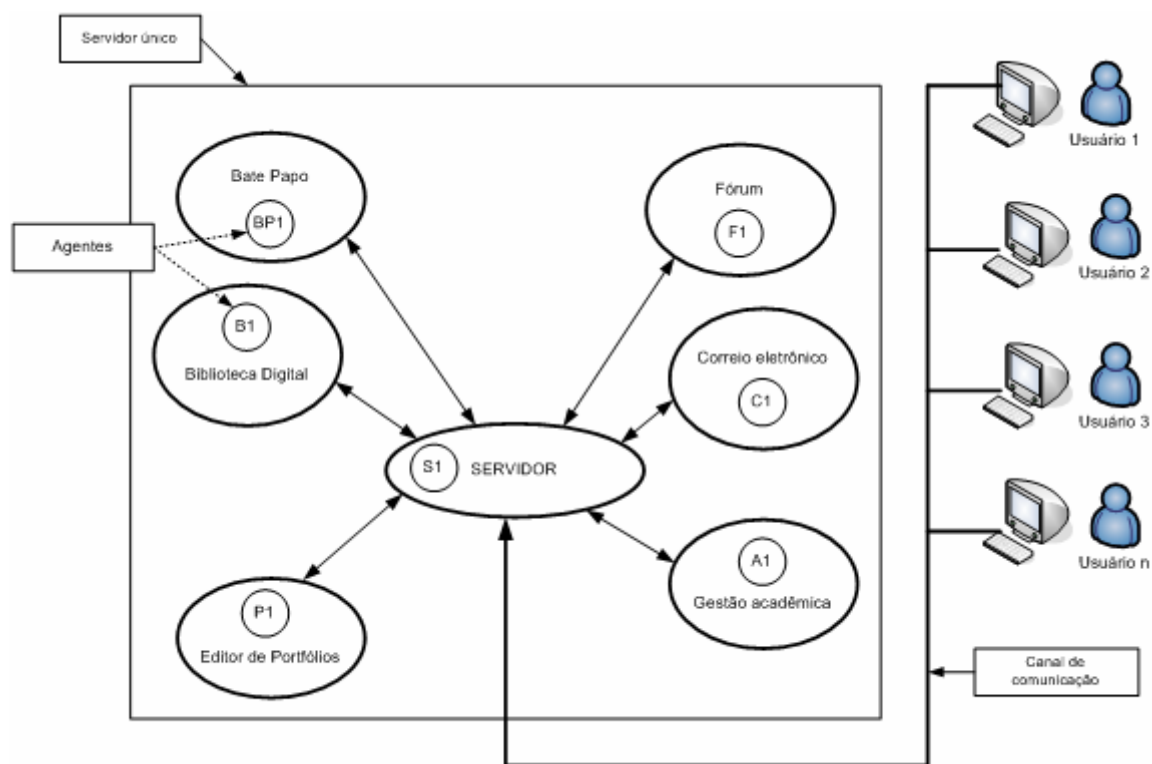 Servidor único
Bate Papo
BP1
Agentes
B1
Biblioteca Digital
Fórum
F1
Correio eletrônico
C1
S1
SERVIDOR
A1
Gestão acadêmica
P1
Editor de Portfólios
Usuário 1
Usuário 2
Usuário 3
Usuário n
Canal de
comunicação